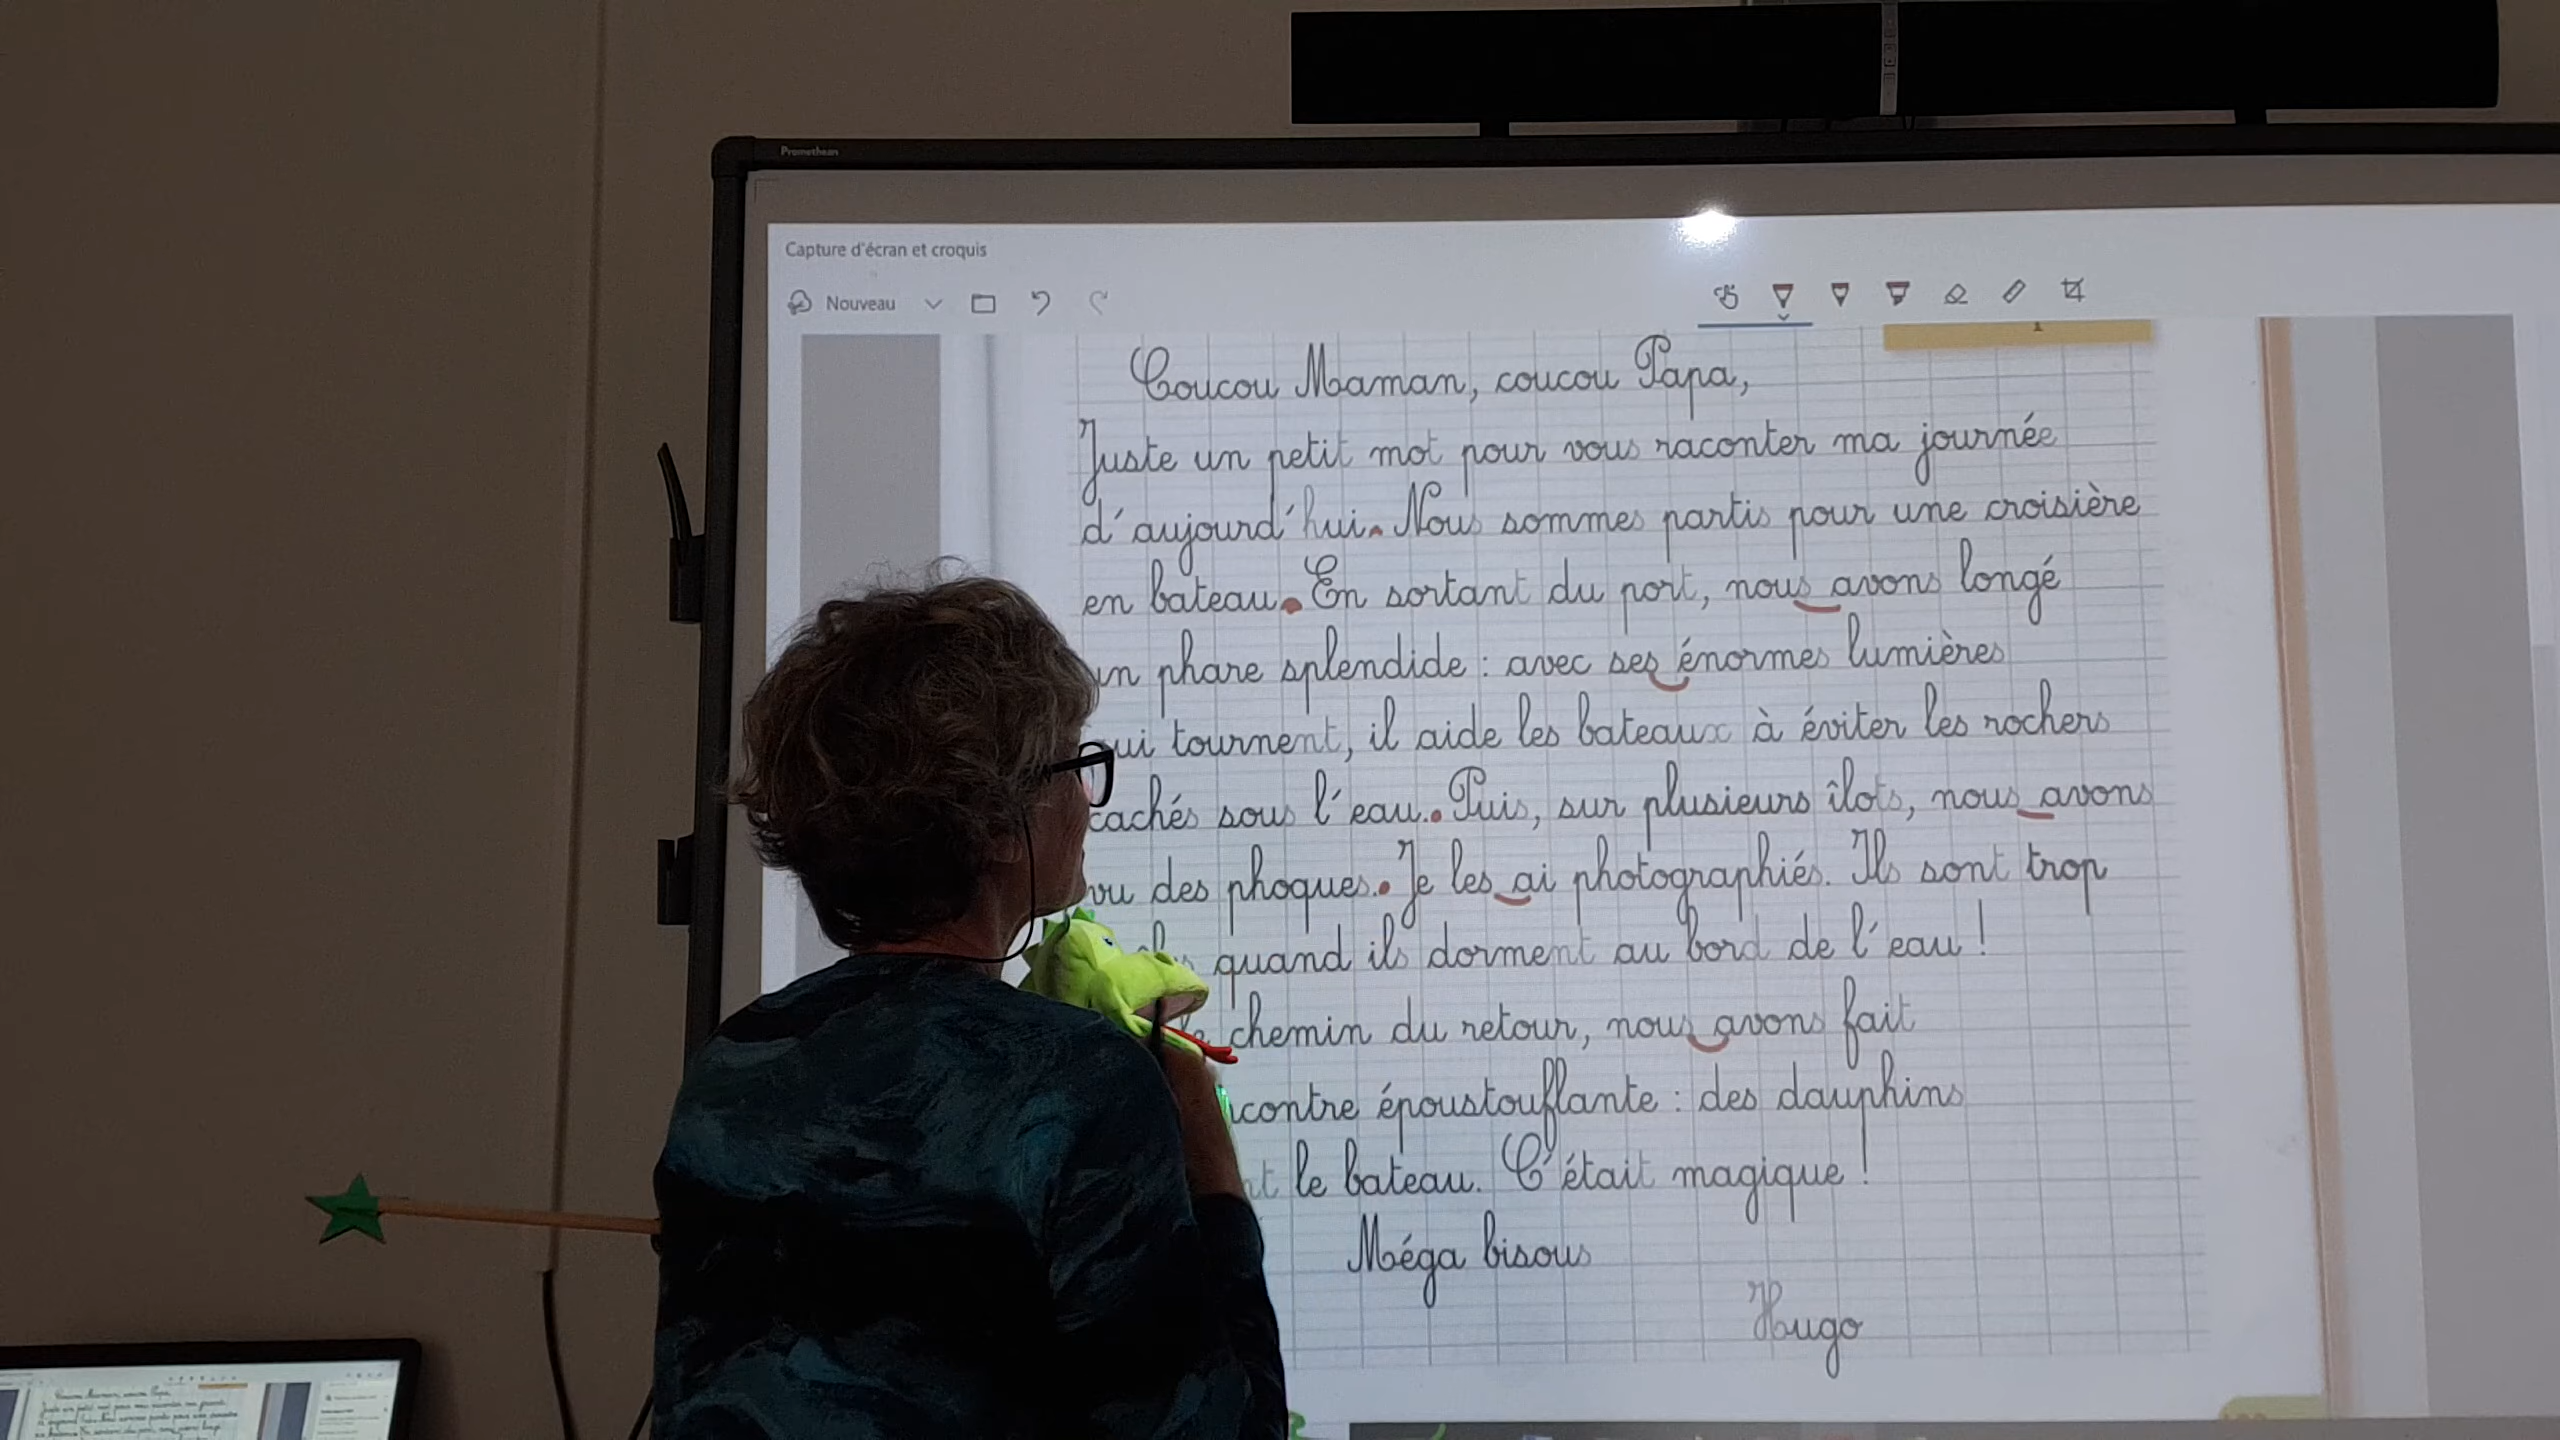 Promethean
Capture d'écran et croquis
Nouveau
Coucou Maman, coucou Papa,
Juste un petit mot pour vous raconter ma journée
d'aujourd'hui. Nous sommes partis pour une croisière
en bateau. En sortant du port, nous avons longé
un phare splendide : avec ses énormes lumières
qui tournent, il aide les bateaux à éviter les rochers
cachés sous l'eau. Puis, sur plusieurs îlots, nous avons
vu des phoques. Je les ai photographiés. Ils sont trop
quand ils dorment au bord de l'eau !
chemin du retour, nous avons fait
contre époustouflante : des dauphins
t le bateau. C'était magique !
Méga bisous
Hugo